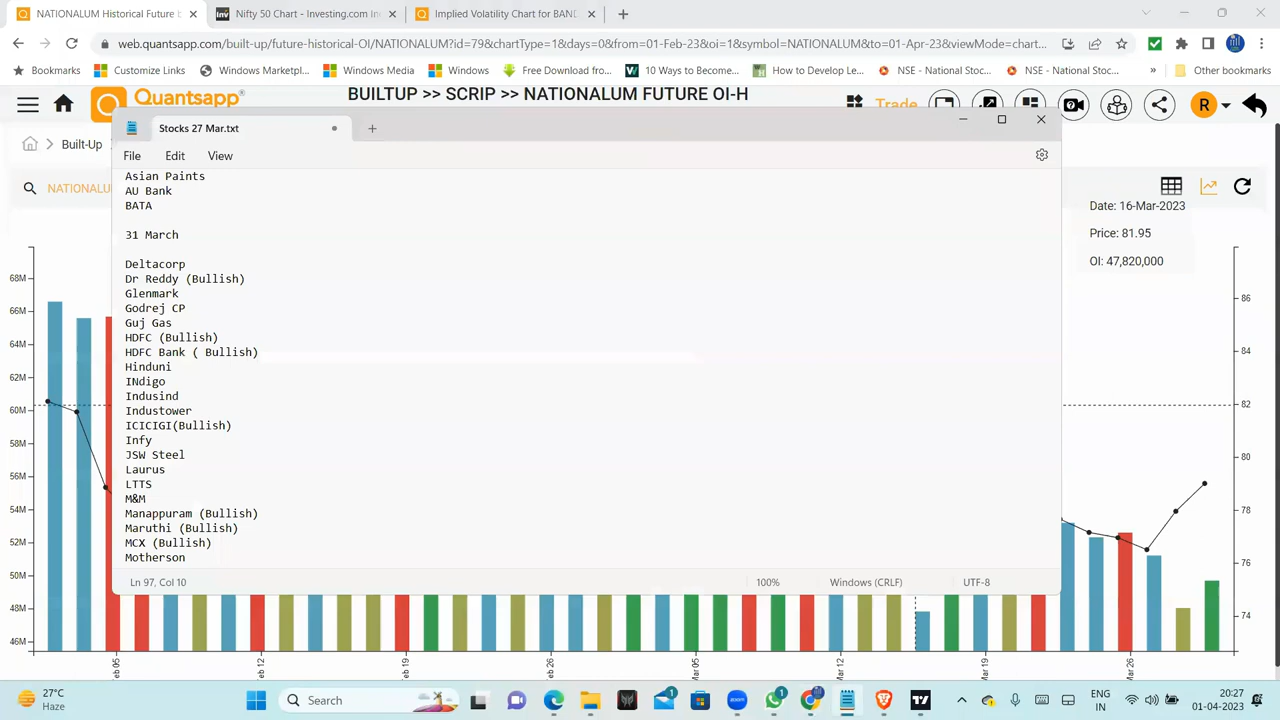 NATIONALUM Historical Future b
Nifty 50 Chart - Investing.com In
Implied Volatility Chart for BAND
web.quantsapp.com/built-up/future-historical-OI/NATIONALUM?id=79&chartType=1&days=0&from=01-Feb-23&oi=1&symbol=NATIONALUM&to=01-Apr-23&viewMode=chart...
Bookmarks
Customize Links
Windows Marketpl...
Windows Media
Windows
Free Download Fro...
10 Ways to Become...
How to Develop Le...
NSE - National Stoc...
NSE - National Stoc...
»
Other bookmarks
Quantsapp
BUILTUP >> SCRIP >> NATIONALUM FUTURE OI-H
Trade
R
Stocks 27 Mar.txt
Built-Up
File Edit View
NATIONALU
Asian Paints
AU Bank
BATA
31 March
Deltacorp
Dr Reddy (Bullish)
Glenmark
Godrej CP
Guj Gas
HDFC (Bullish)
HDFC Bank ( Bullish)
Hinduni
INdigo
Indusind
Industower
ICICIGI(Bullish)
Infy
JSW Steel
Laurus
LTTS
M&M
Manappuram (Bullish)
Maruthi (Bullish)
MCX (Bullish)
Motherson
Ln 97, Col 10
100%
Windows (CRLF)
UTF-8
Date: 16-Mar-2023
Price: 81.95
OI: 47,820,000
68M
66M
64M
62M
60M
58M
56M
54M
52M
50M
48M
46M
86
84
82
80
78
76
74
eb 05
eb 12
eb 19
eb 26
ar 05
ar 12
ar 19
ar 26
27°C
Haze
Search
1
1
ENG
IN
20:27
01-04-2023